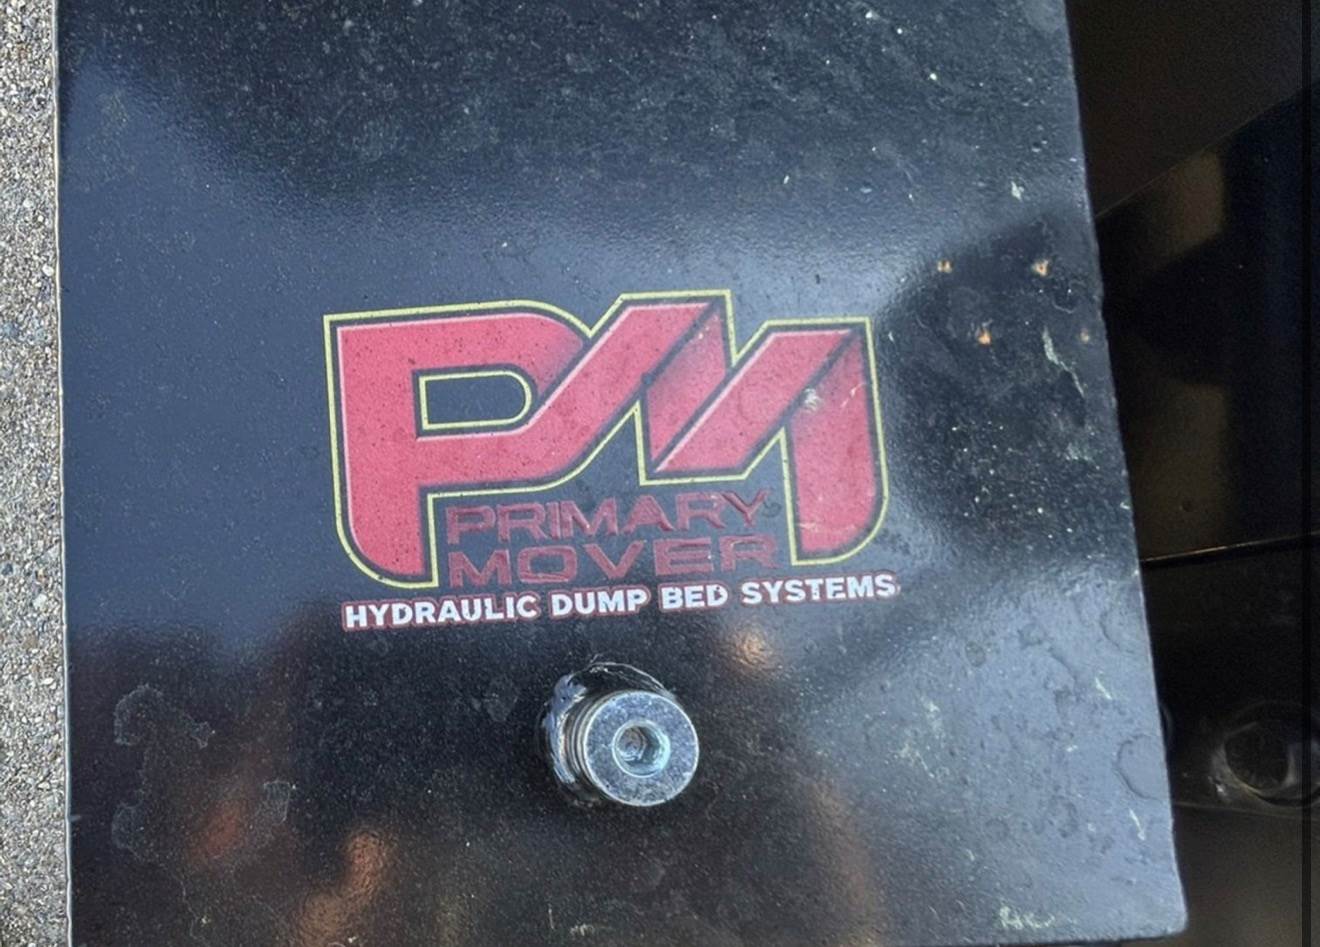 PM
PRIMARY
MOVER
HYDRAULIC DUMP BED SYSTEMS